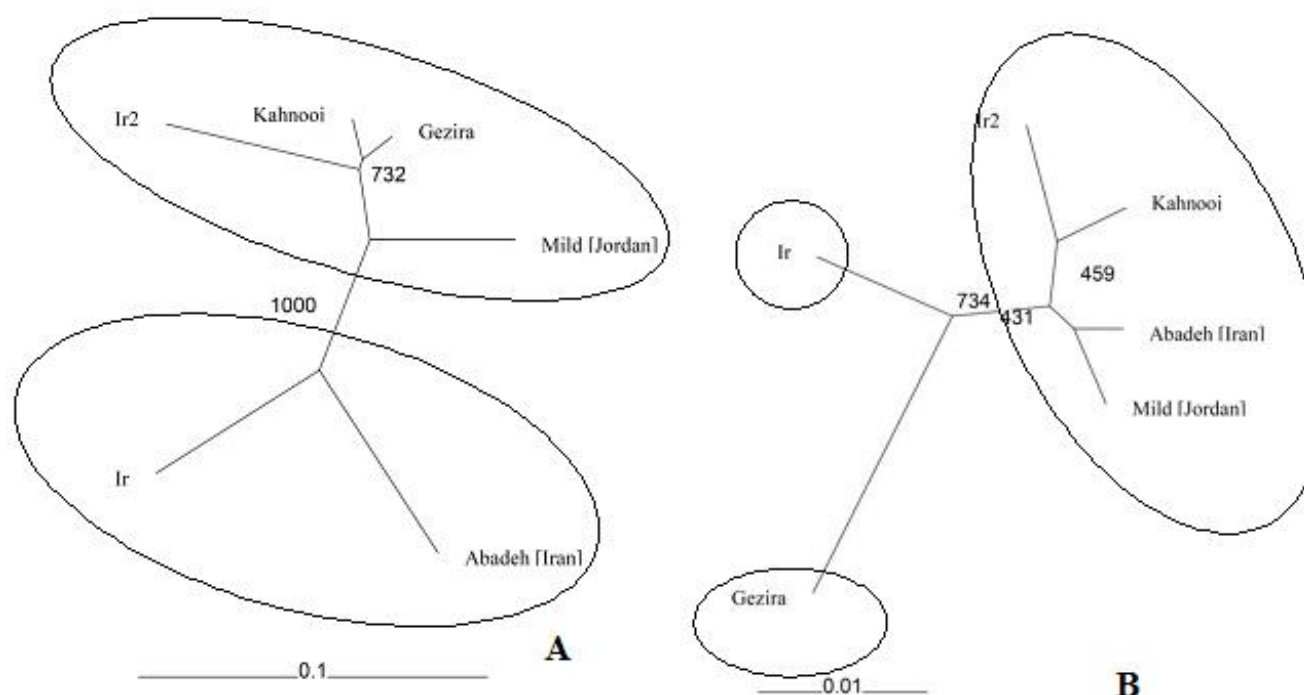 Ir2
Kahnooi
Gezira
732
Mild [Jordan]
1000
Ir
Abadeh [Iran]
A
0.1
Ir2
Kahnooi
Ir
459
734
431
Abadeh [Iran]
Mild [Jordan]
Gezira
B
0.01